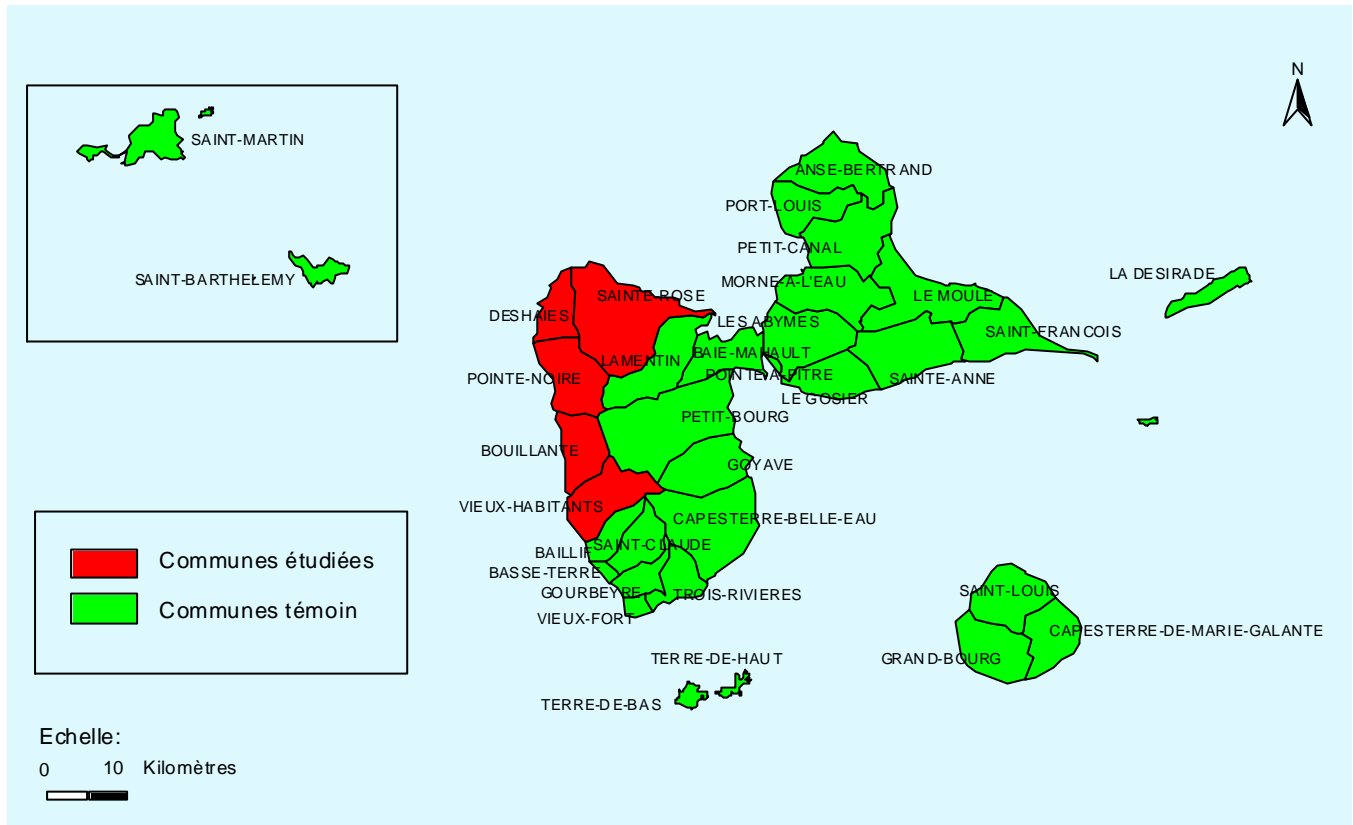 N
SAINT-MARTIN
SAINT-BARTHELEMY
ANSE-BERTRAND
PORT-LOUIS
PETIT-CANAL
MORNE-A-L'EAU
LE MOULE
LA DESIRADE
SAINTE-ROSE
DESHAIES
LES ABYMES
SAINT-FRANCOIS
LAMENTIN
BAIE-MAHAULT
POINTE-NOIRE
POINTE-A-PITRE
SAINTE-ANNE
LE GOSIER
PETIT-BOURG
BOUILLANTE
GOYAVE
VIEUX-HABITANTS
CAPESTERRE-BELLE-EAU
BAILLIF
SAINT-CLAUDE
BASSE-TERRE
GOURBEYRE
TROIS-RIVIERES
VIEUX-FORT
SAINT-LOUIS
CAPESTERRE-DE-MARIE-GALANTE
GRAND-BOURG
TERRE-DE-HAUT
TERRE-DE-BAS
Communes étudiées
Communes témoin
Echelle:
0 10 Kilomètres